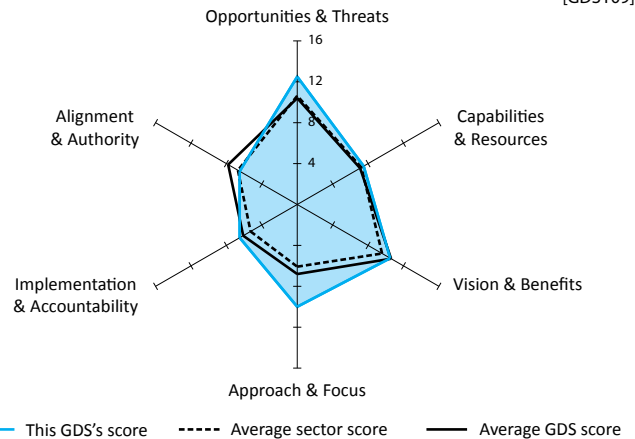 [GDS109]
Opportunities & Threats
16
12
8
4
Alignment
& Authority
Capabilities
& Resources
Implementation
& Accountability
Vision & Benefits
Approach & Focus
This GDS's score
Average sector score
Average GDS score